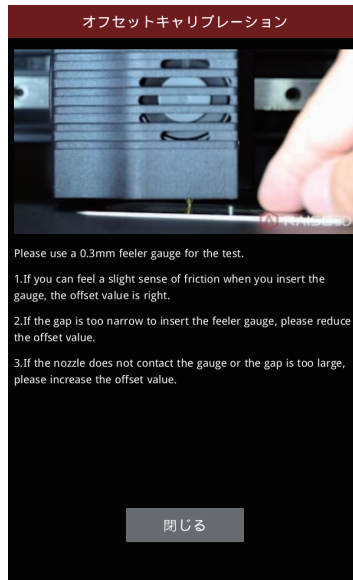 オフセットキャリブレーション
RAISE3D
Please use a 0.3mm feeler gauge for the test.
1.If you can feel a slight sense of friction when you insert the
gauge, the offset value is right.
2.If the gap is too narrow to insert the feeler gauge, please reduce
the offset value.
3.If the nozzle does not contact the gauge or the gap is too large,
please increase the offset value.
閉じる